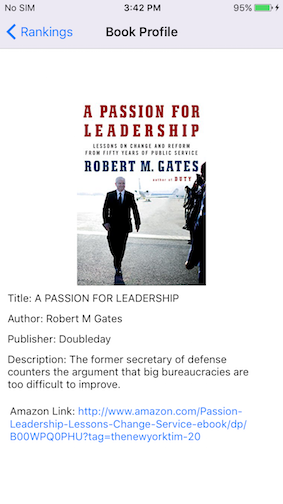 No SIM 3:42 PM 95%
Rankings Book Profile
A PASSION FOR
LEADERSHIP
LESSONS ON CHANGE AND REFORM
FROM FIFTY YEARS OF PUBLIC SERVICE
ROBERT M. GATES
author of DUTY
Title: A PASSION FOR LEADERSHIP
Author: Robert M Gates
Publisher: Doubleday
Description: The former secretary of defense
counters the argument that big bureaucracies are
too difficult to improve.
Amazon Link: http://www.amazon.com/Passion-
Leadership-Lessons-Change-Service-ebook/dp/
B00WPQ0PHU?tag=thenewyorktim-20